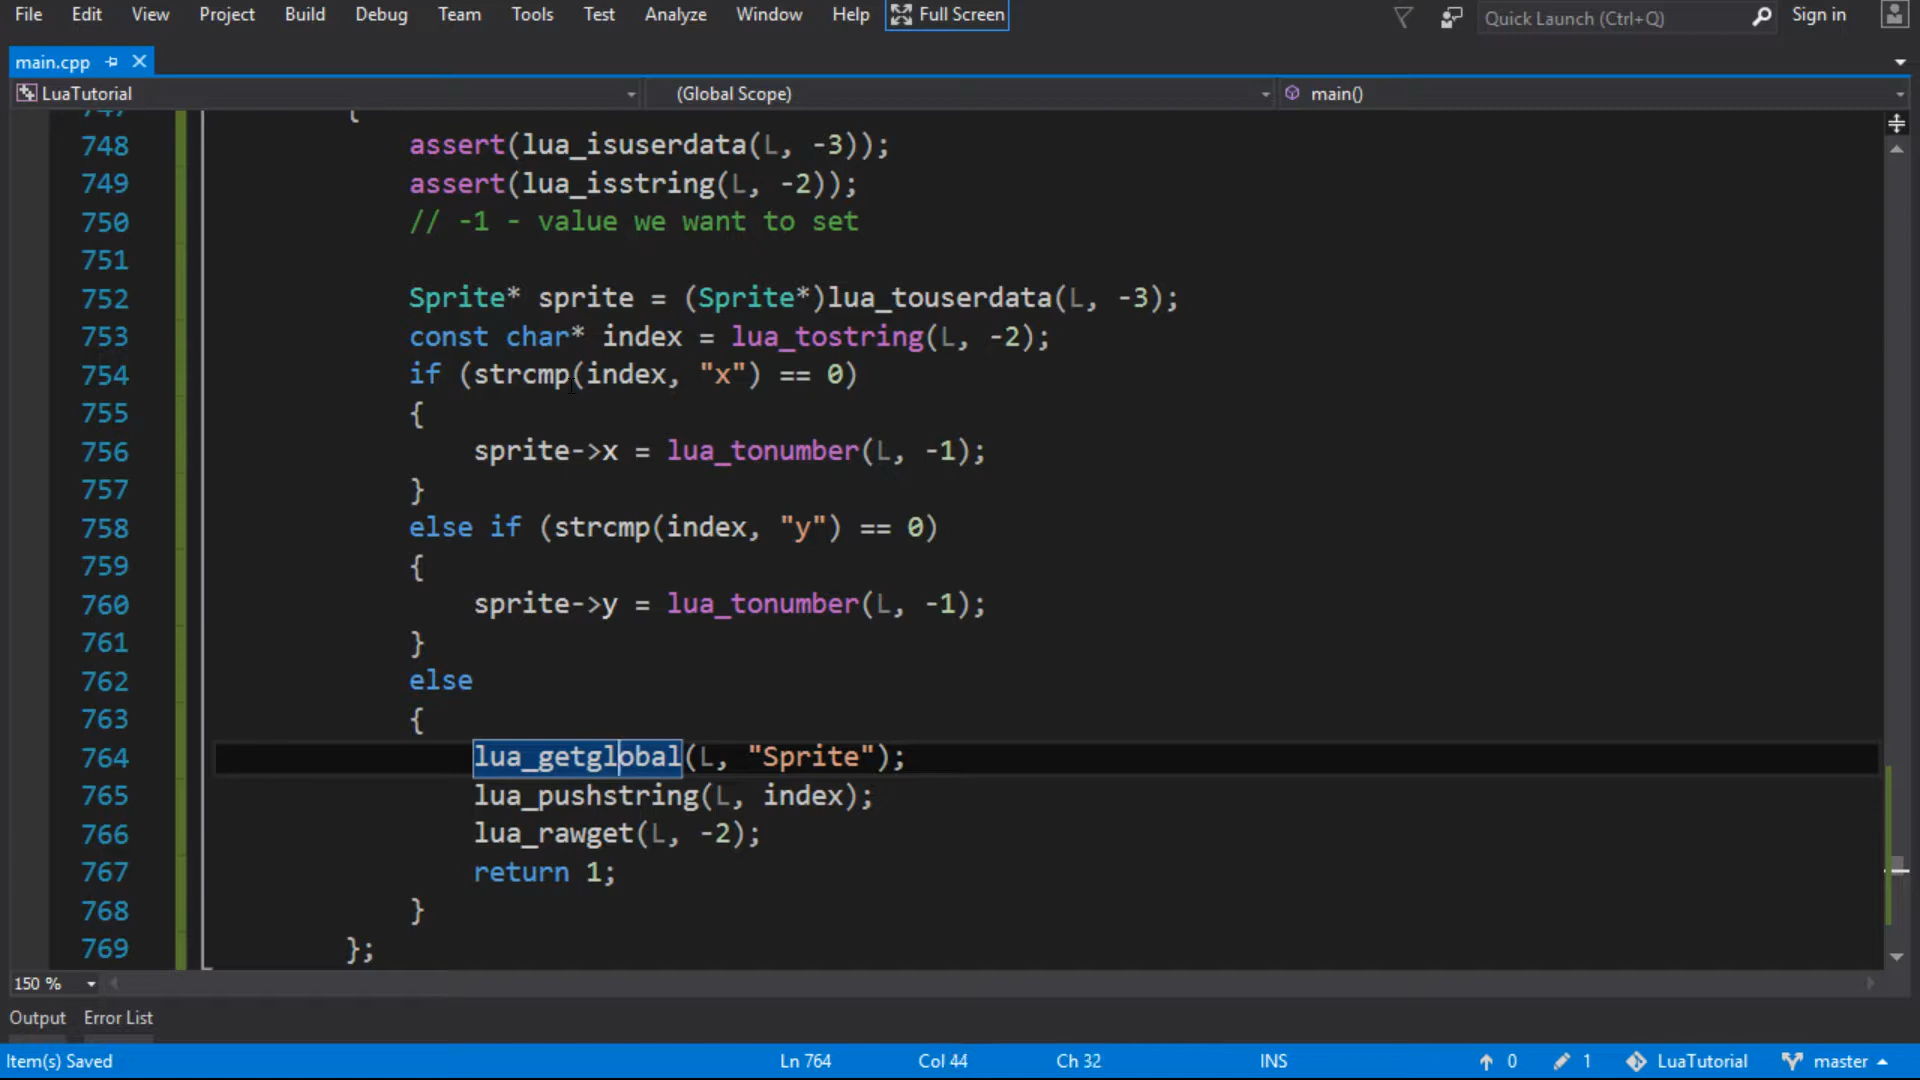 File Edit View Project Build Debug Team Tools Test Analyze Window Help Full Screen Quick Launch (Ctrl+Q) Sign in
main.cpp
LuaTutorial (Global Scope) main()
747 {
748 assert(lua_isuserdata(L, -3));
749 assert(lua_isstring(L, -2));
750 // -1 - value we want to set
751
752 Sprite* sprite = (Sprite*)lua_touserdata(L, -3);
753 const char* index = lua_tostring(L, -2);
754 if (strcmp(index, "x") == 0)
755 {
756 sprite->x = lua_tonumber(L, -1);
757 }
758 else if (strcmp(index, "y") == 0)
759 {
760 sprite->y = lua_tonumber(L, -1);
761 }
762 else
763 {
764 lua_getglobal(L, "Sprite");
765 lua_pushstring(L, index);
766 lua_rawget(L, -2);
767 return 1;
768 }
769 };
150 %
Output Error List
Item(s) Saved Ln 764 Col 44 Ch 32 INS 0 1 LuaTutorial master